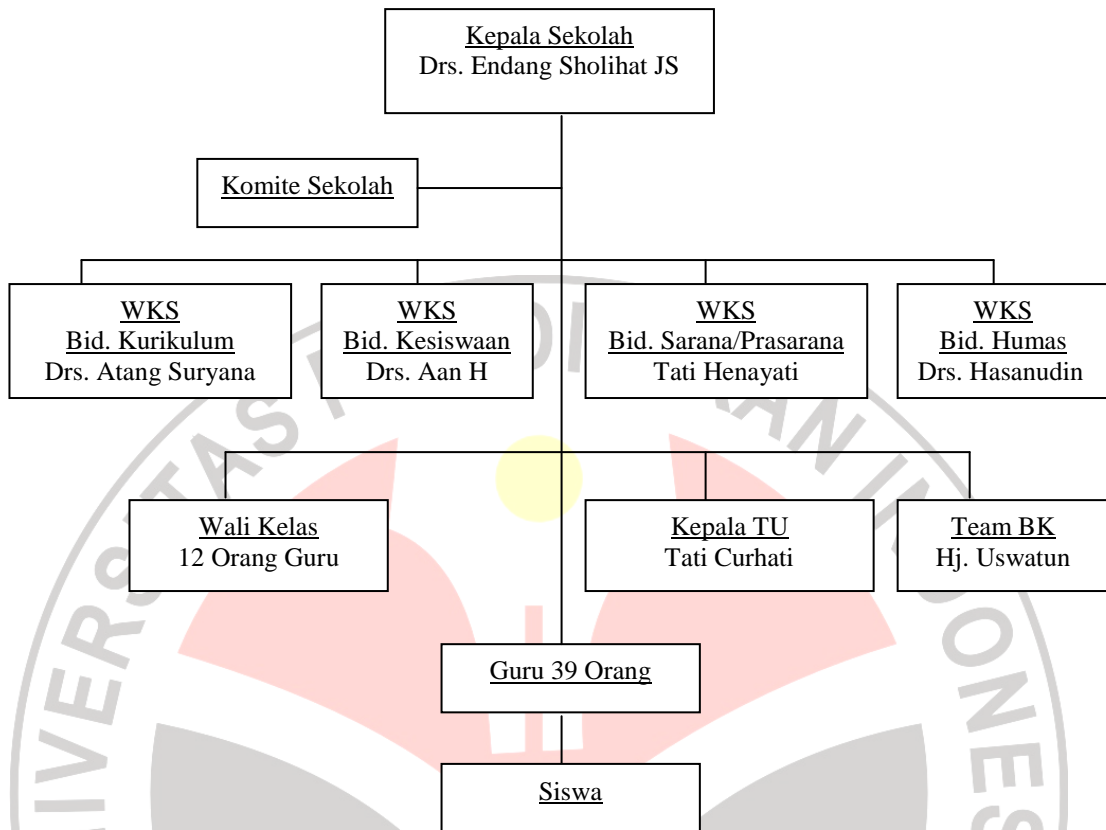 Kepala Sekolah
Drs. Endang Sholihat JS
Komite Sekolah
WKS
Bid. Kurikulum
Drs. Atang Suryana
WKS
Bid. Kesiswaan
Drs. Aan H
WKS
Bid. Sarana/Prasarana
Tati Henayati
WKS
Bid. Humas
Drs. Hasanudin
Wali Kelas
12 Orang Guru
Kepala TU
Tati Curhati
Team BK
Hj. Uswatun
Guru 39 Orang
Siswa